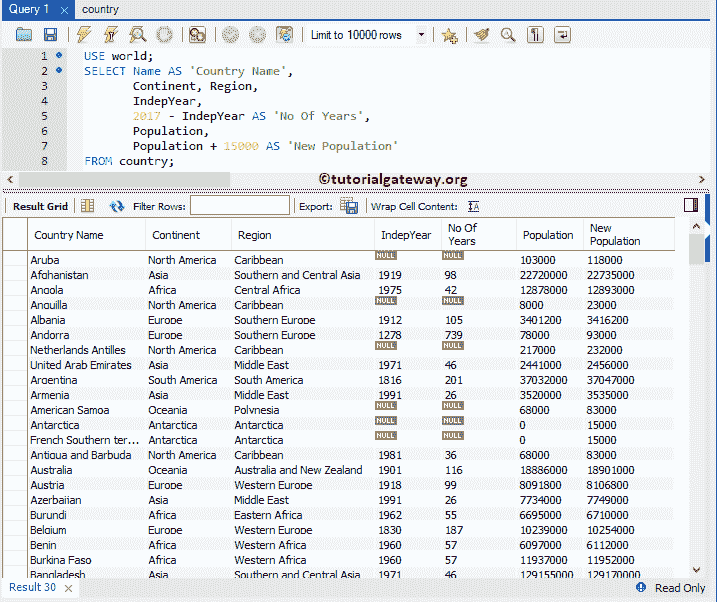 Query 1 × country
Limit to 10000 rows
1 USE world;
2 SELECT Name AS 'Country Name',
3 Continent, Region,
4 IndepYear,
5 2017 - IndepYear AS 'No Of Years',
6 Population,
7 Population + 15000 AS 'New Population'
8 FROM country;
©tutorialgateway.org
Result Grid Filter Rows: Export: Wrap Cell Content:
Country Name Continent Region IndepYear No Of Years Population New Population
Aruba North America Caribbean NULL NULL 103000 118000
Afghanistan Asia Southern and Central Asia 1919 98 22720000 22735000
Angola Africa Central Africa 1975 42 12878000 12893000
Anguilla North America Caribbean NULL NULL 8000 23000
Albania Europe Southern Europe 1912 105 3401200 3416200
Andorra Europe Southern Europe 1278 739 78000 93000
Netherlands Antilles North America Caribbean NULL NULL 217000 232000
United Arab Emirates Asia Middle East 1971 46 2441000 2456000
Argentina South America South America 1816 201 37032000 37047000
Armenia Asia Middle East 1991 26 3520000 3535000
American Samoa Oceania Polynesia NULL NULL 68000 83000
Antarctica Antarctica Antarctica NULL NULL 0 15000
French Southern ter... Antarctica Antarctica NULL NULL 0 15000
Antigua and Barbuda North America Caribbean 1981 36 68000 83000
Australia Oceania Australia and New Zealand 1901 116 18886000 18901000
Austria Europe Western Europe 1918 99 8091800 8106800
Azerbaijan Asia Middle East 1991 26 7734000 7749000
Burundi Africa Eastern Africa 1962 55 6695000 6710000
Belgium Europe Western Europe 1830 187 10239000 10254000
Benin Africa Western Africa 1960 57 6097000 6112000
Burkina Faso Africa Western Africa 1960 57 11937000 11952000
Bangladesh Asia Southern and Central Asia 1971 46 129155000 129170000
Result 30 × Read Only